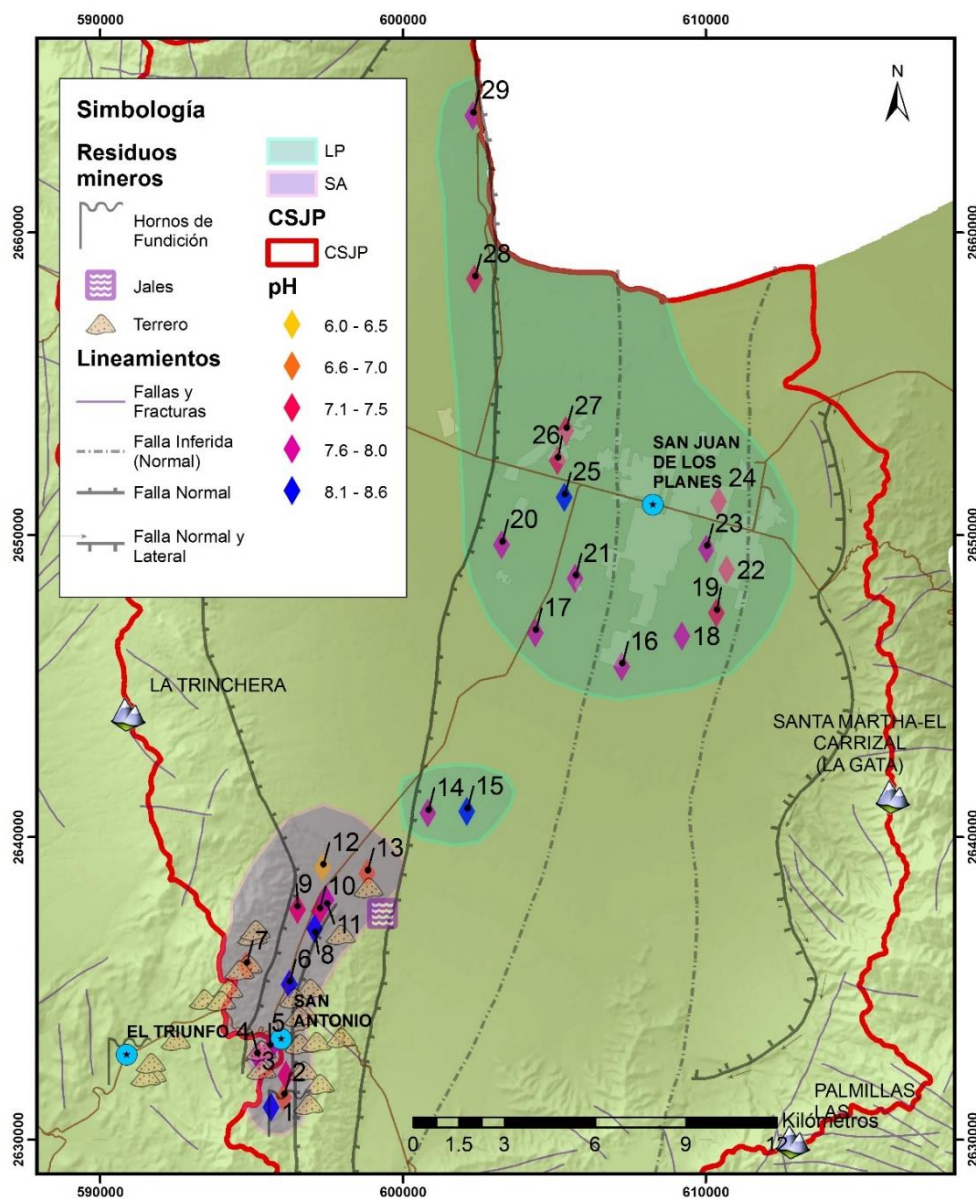 590000
600000
610000
Simbología
Residuos
mineros
Hornos de
Fundición
Jales
Terrero
Lineamientos
Fallas y
Fracturas
Falla Inferida
(Normal)
Falla Normal
Falla Normal y
Lateral
LP
SA
CSJP
CSJP
pH
6.0 - 6.5
6.6 - 7.0
7.1 - 7.5
7.6 - 8.0
8.1 - 8.6
N
2660000
2660000
2650000
2650000
2640000
2640000
2630000
2630000
29
28
27
26
25
SAN JUAN
DE LOS
PLANES
24
23
22
20
21
19
18
17
16
LA TRINCHERA
SANTA MARTHA-EL
CARRIZAL
(LA GATA)
14
15
12
13
9
10
11
8
7
6
SAN
ANTONIO
5
4
EL TRIUNFO
3
2
1
PALMILLAS
LAS
Kilómetros
0
1.5
3
6
9
12
590000
600000
610000